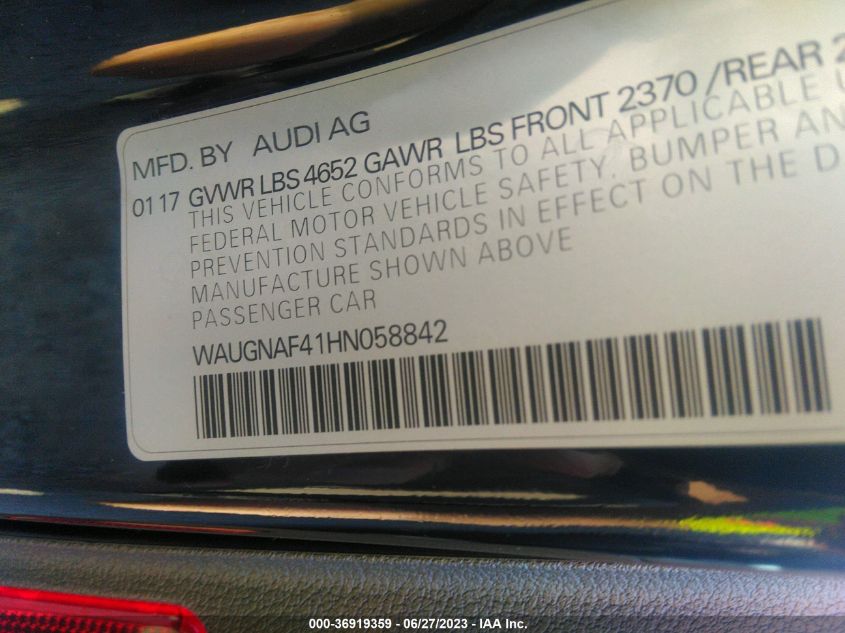 MFD. BY AUDI AG
01 17 GVWR LBS 4652 GAWR LBS FRONT 2370 /REAR
THIS VEHICLE CONFORMS TO ALL APPLICABLE
FEDERAL MOTOR VEHICLE SAFETY. BUMPER
PREVENTION STANDARDS IN EFFECT ON THE
MANUFACTURE SHOWN ABOVE
PASSENGER CAR
WAUGNAF41HN058842
000-36919359 - 06/27/2023 - IAA Inc.